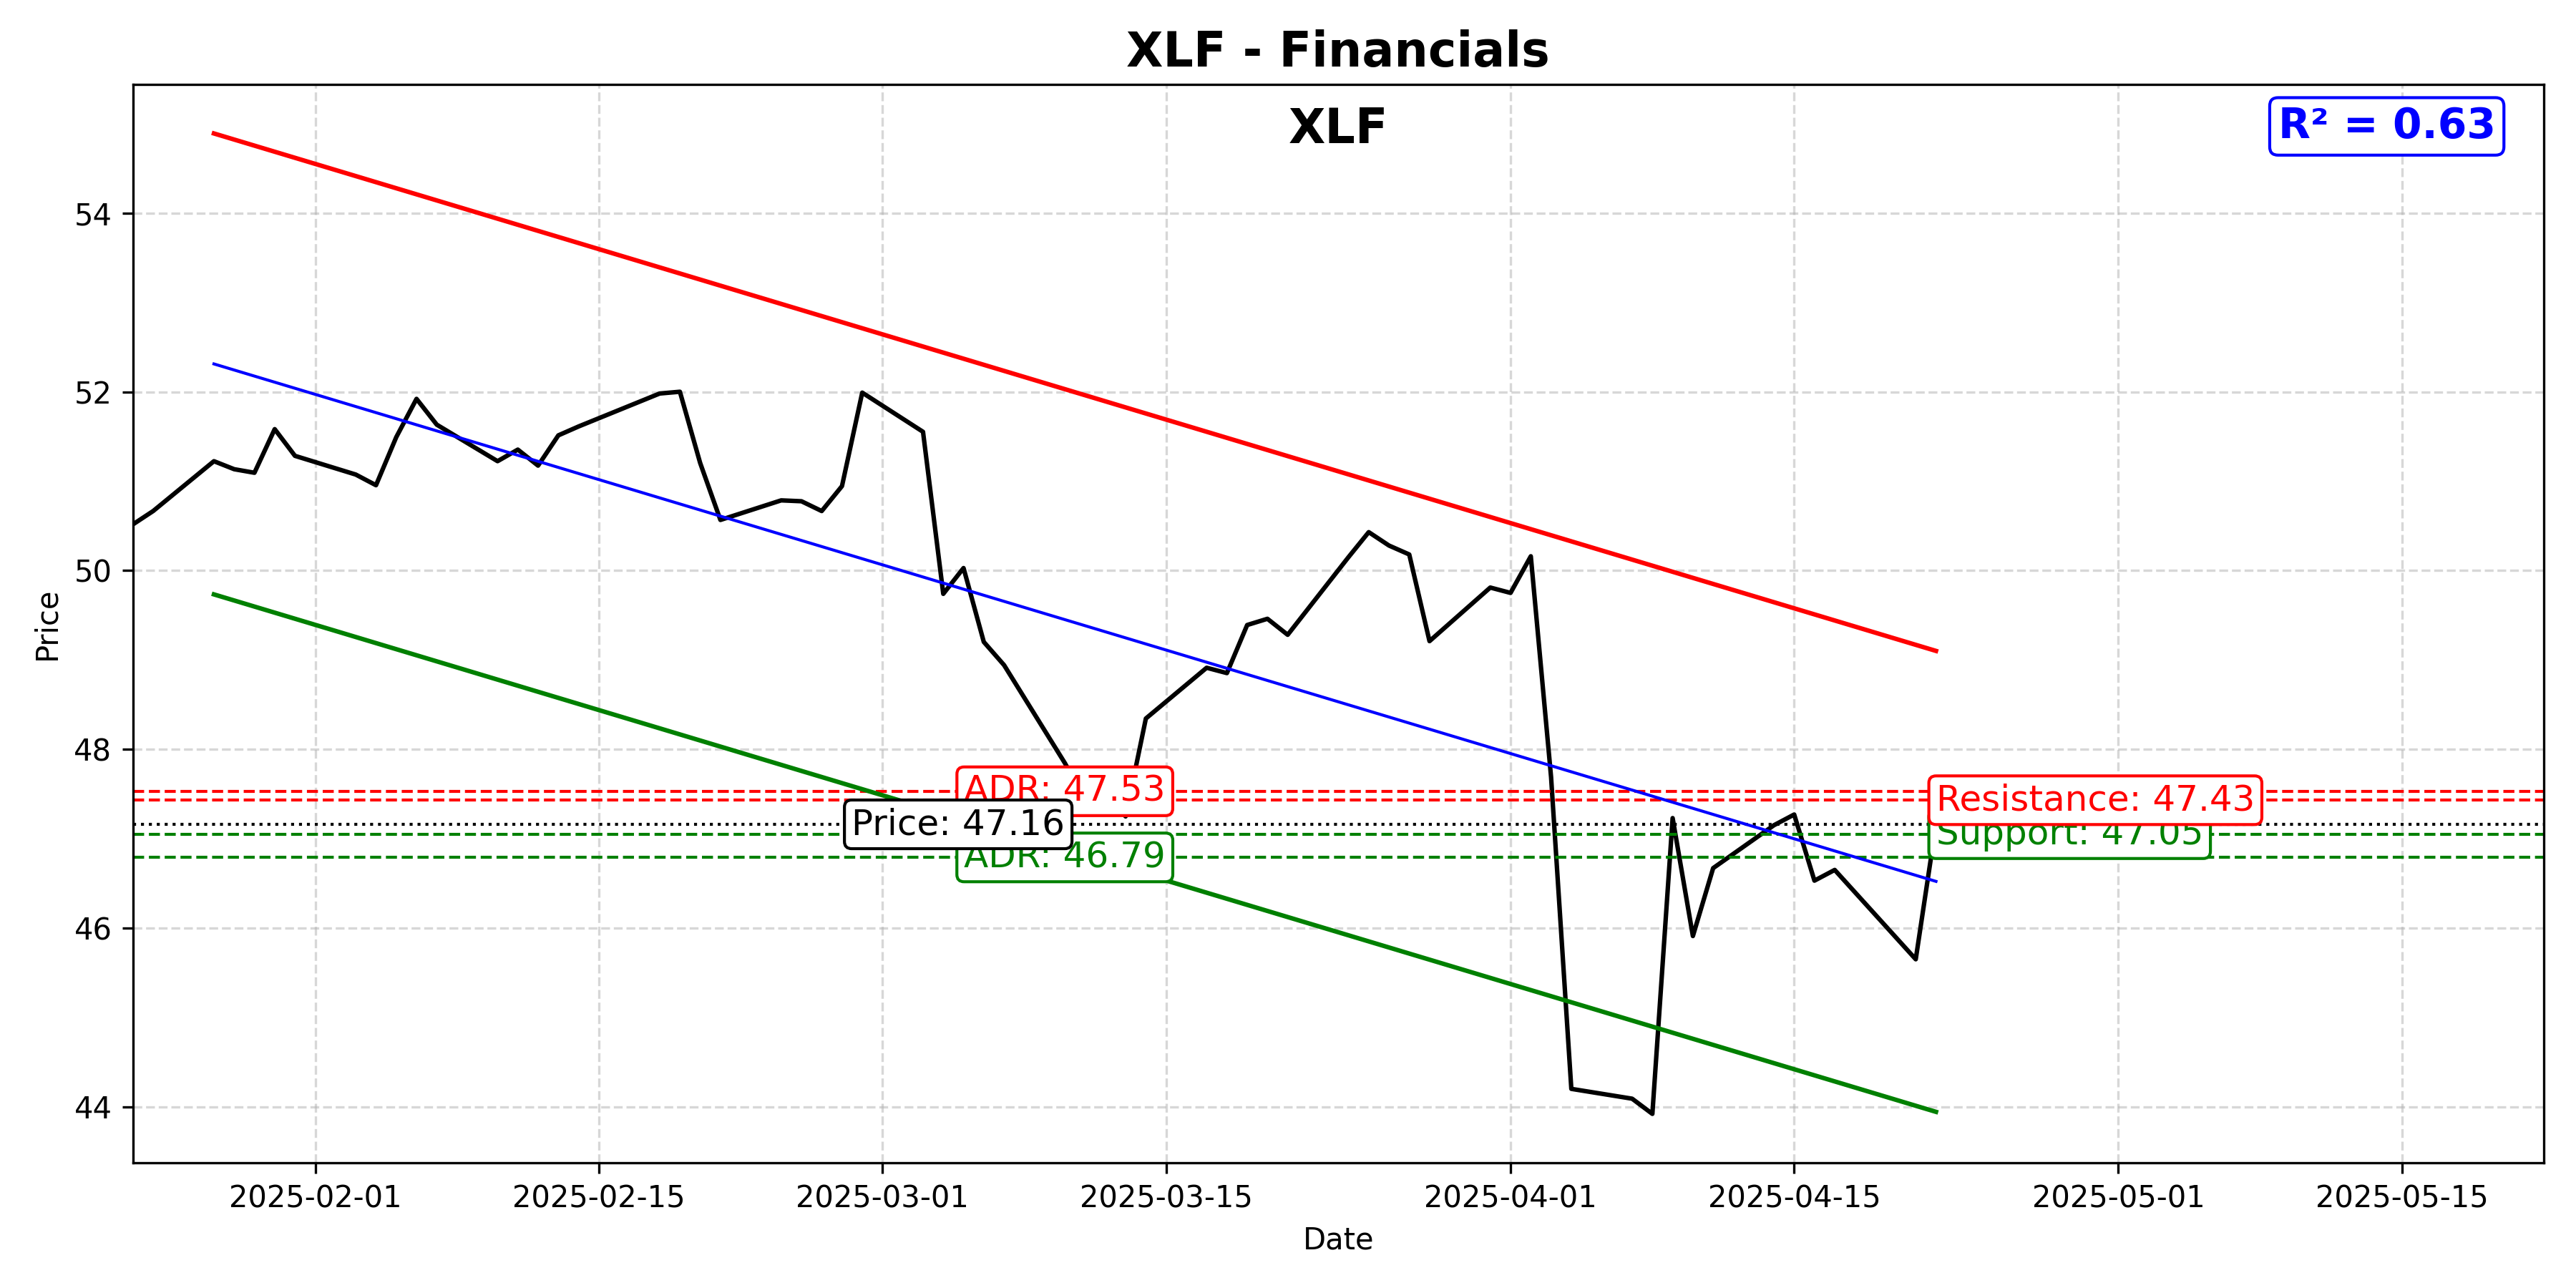 XLF - Financials
XLF
R² = 0.63
Price
54
52
50
48
46
44
ADR: 47.53
Resistance: 47.43
Price: 47.16
Support: 47.05
ADR: 46.79
2025-02-01
2025-02-15
2025-03-01
2025-03-15
2025-04-01
2025-04-15
2025-05-01
2025-05-15
Date